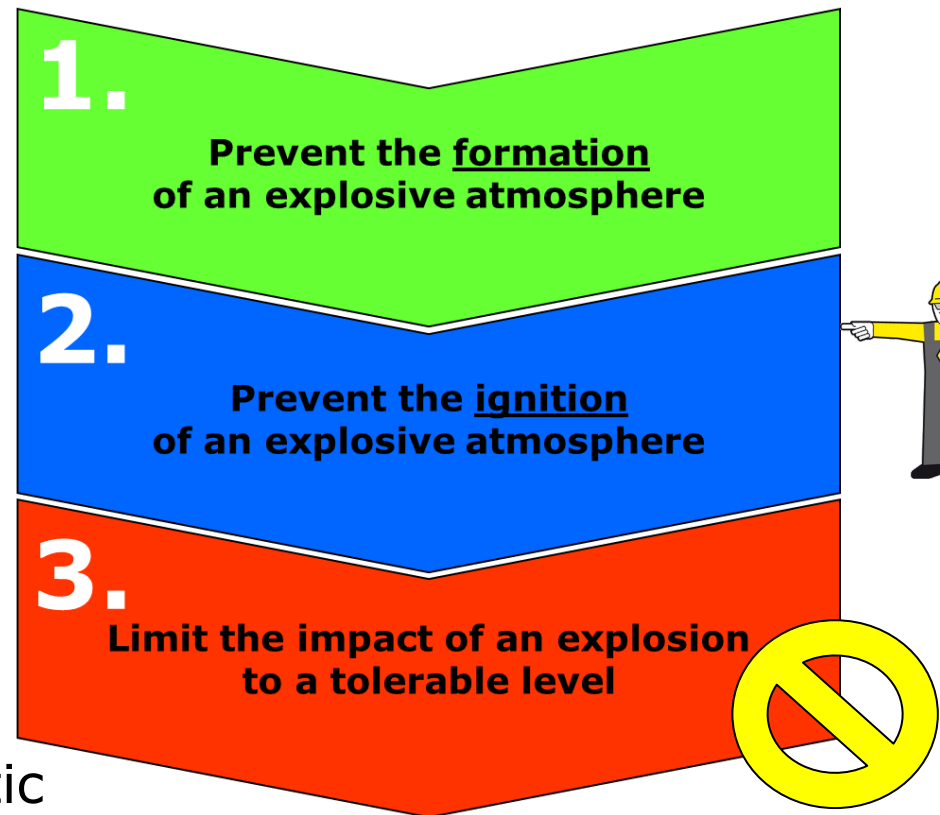 1.
Prevent the formation
of an explosive atmosphere
2.
Prevent the ignition
of an explosive atmosphere
3.
Limit the impact of an explosion
to a tolerable level